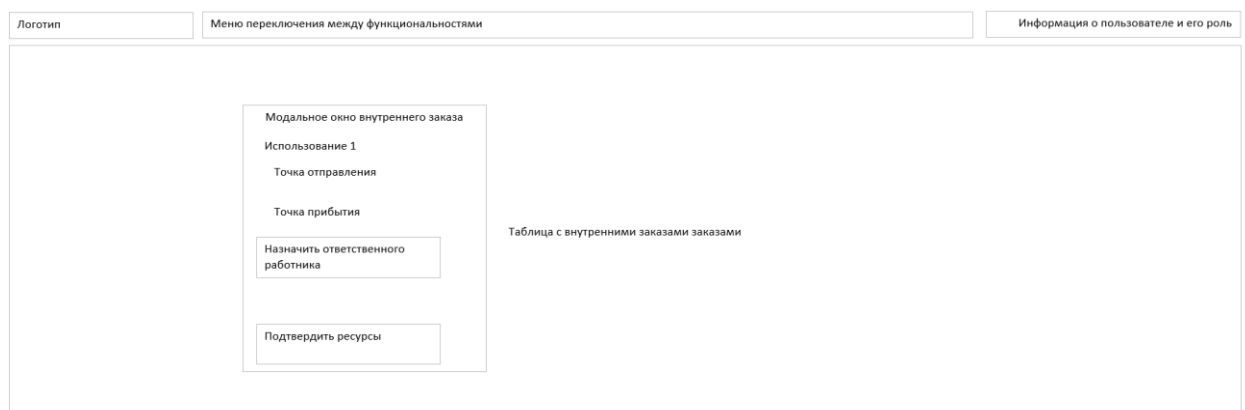 Логотип
Меню переключения между функциональностями
Информация о пользователе и его роль
Модальное окно внутреннего заказа
Использование 1
Точка отправления
Точка прибытия
Таблица с внутренними заказами заказами
Назначить ответственного
работника
Подтвердить ресурсы